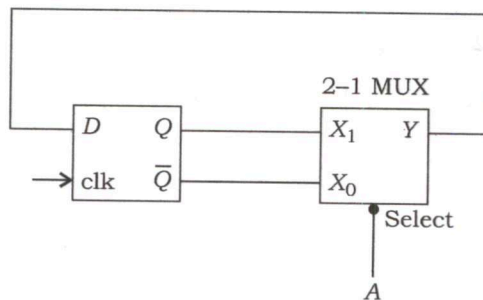 2–1 MUX
D Q X₁ Y
clk Q̅ X₀
Select
A